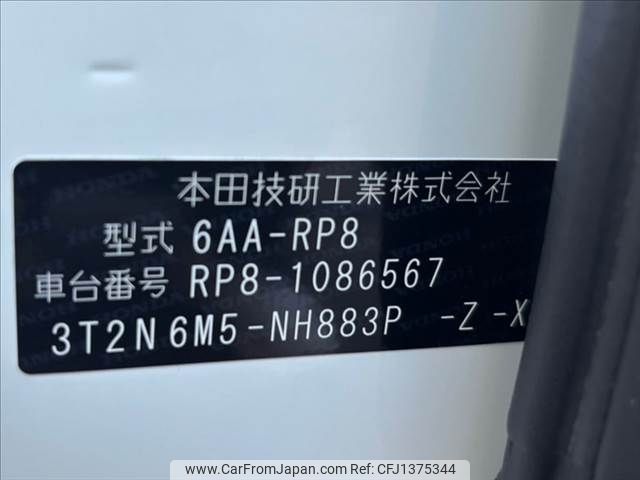 本田技研工業株式会社
型式 6AA-RP8
車台番号 RP8-1086567
3T2N6M5-NH883P -Z -X
www.CarFromJapan.com CFJ1375344